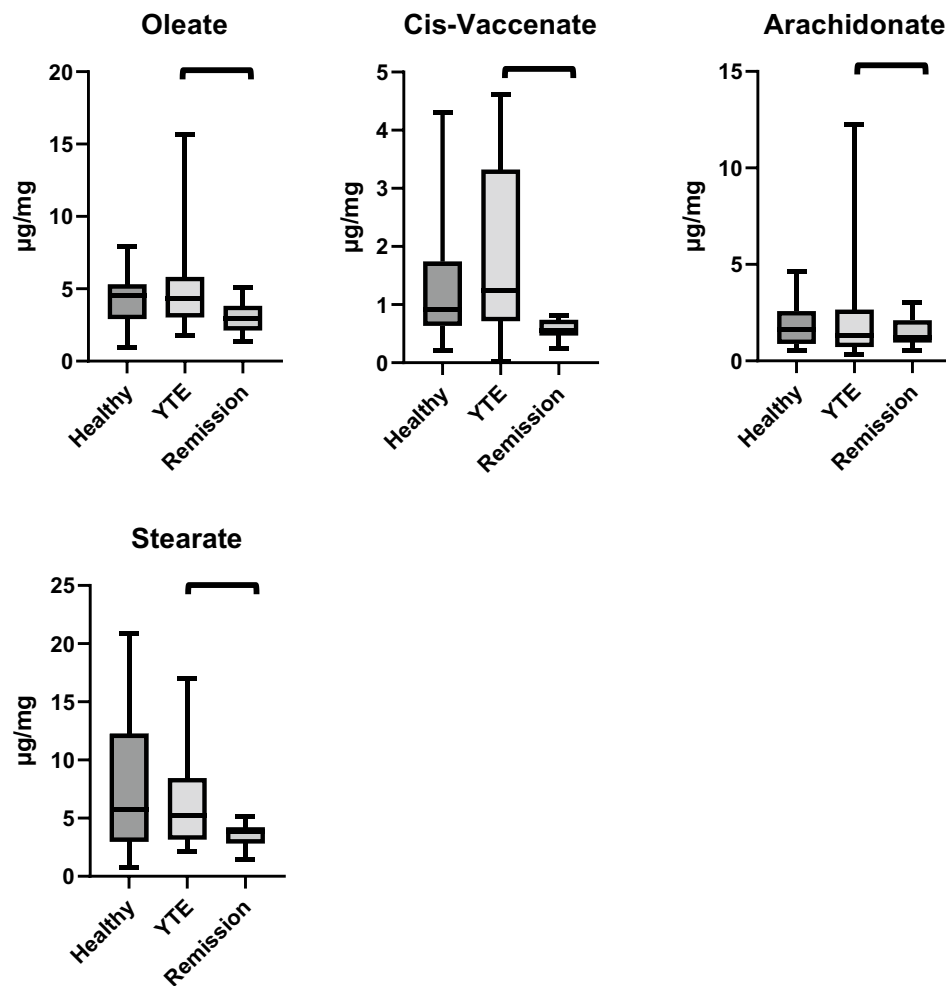 Oleate
20
15
10
5
0
µg/mg
Healthy
YTE
Remission
Cis-Vaccenate
5
4
3
2
1
0
µg/mg
Healthy
YTE
Remission
Arachidonate
15
10
5
0
µg/mg
Healthy
YTE
Remission
Stearate
25
20
15
10
5
0
µg/mg
Healthy
YTE
Remission